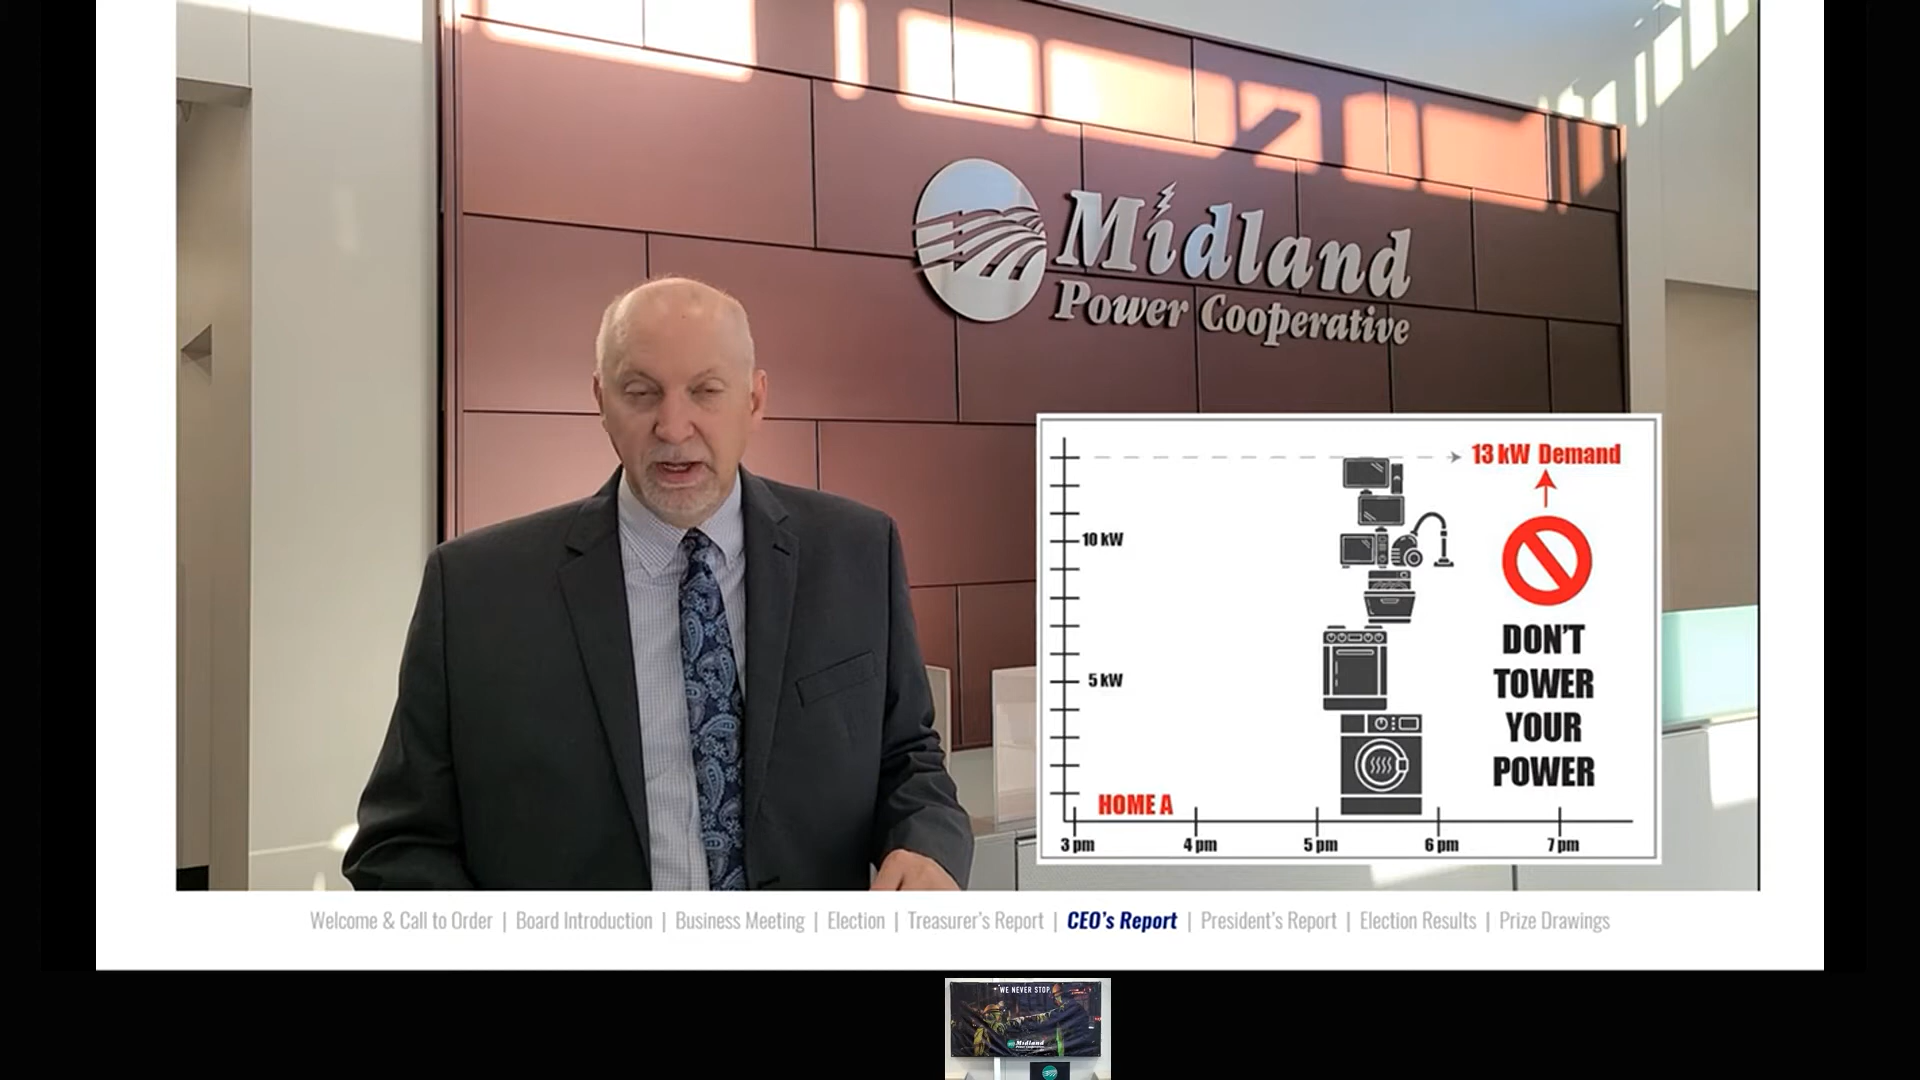 Midland
Power Cooperative
13 kW Demand
10 kW
5 kW
DON'T
TOWER
YOUR
POWER
HOME A
3 pm
4 pm
5 pm
6 pm
7 pm
Welcome & Call to Order | Board Introduction | Business Meeting | Election | Treasurer's Report | CEO's Report | President's Report | Election Results | Prize Drawings
WE NEVER STOP
Midland